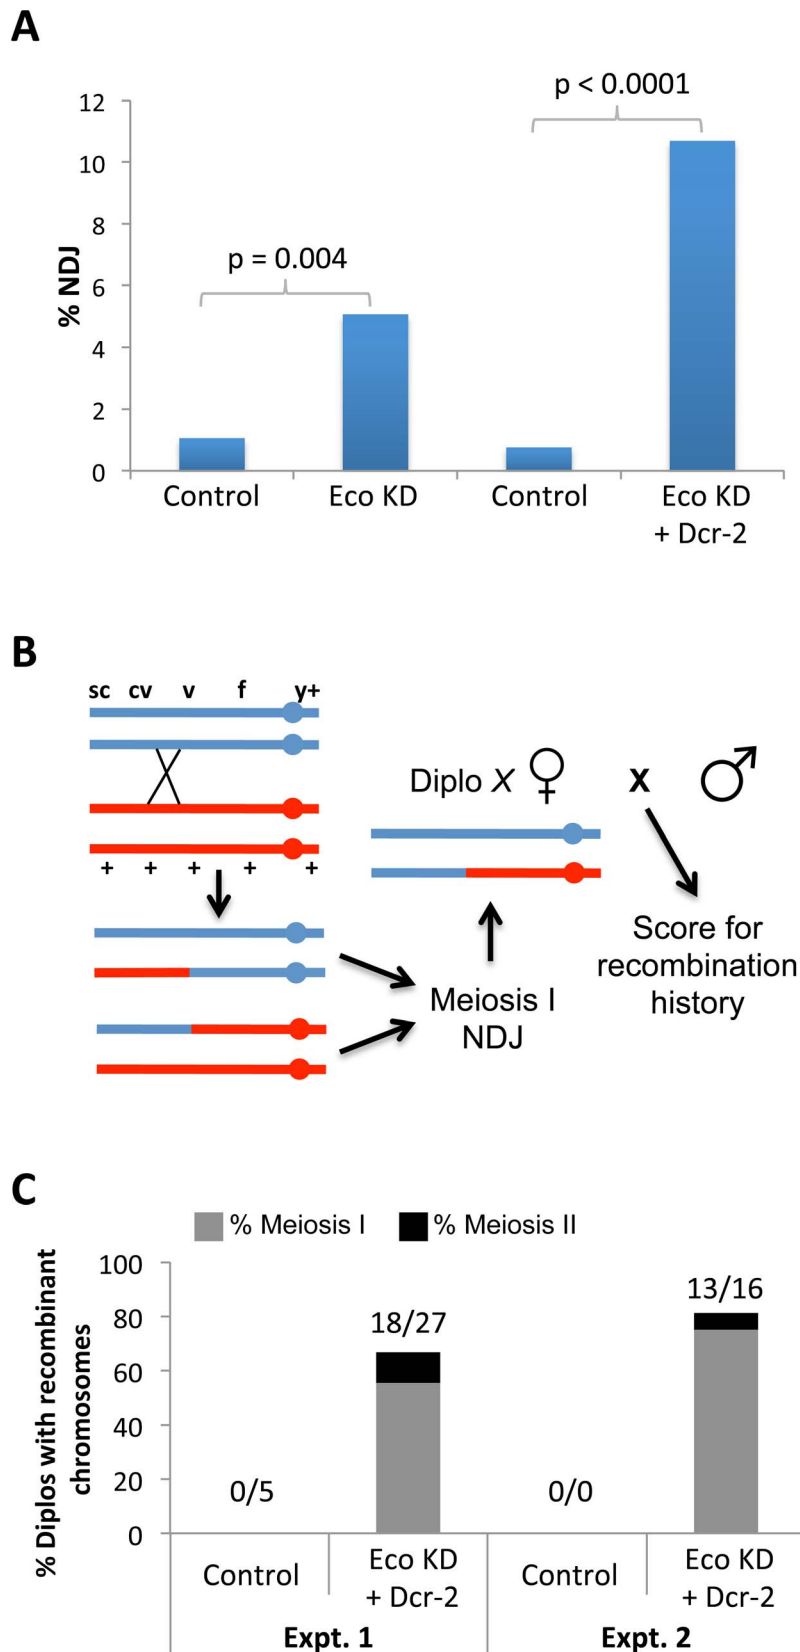 A
p < 0.0001
12
10
8
6
4
2
0
% NDJ
p = 0.004
Control
Eco KD
Control
Eco KD
+ Dcr-2
B
sc cv v f y+
Diplo X ♀ X ♂
+ + + + +
Meiosis I
NDJ
Score for
recombination
history
C
% Meiosis I
% Meiosis II
% Diplos with recombinant
chromosomes
100
80
60
40
20
0
0/5
18/27
0/0
13/16
Control
Eco KD
+ Dcr-2
Control
Eco KD
+ Dcr-2
Expt. 1
Expt. 2